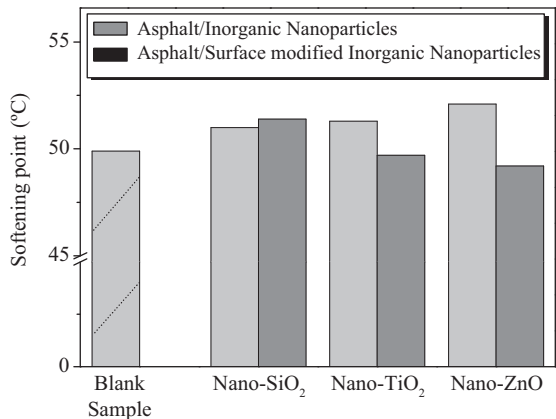 Asphalt/Inorganic Nanoparticles
Asphalt/Surface modified Inorganic Nanoparticles
Softening point (ºC)
55
50
45
0
Blank
Sample
Nano-SiO₂
Nano-TiO₂
Nano-ZnO